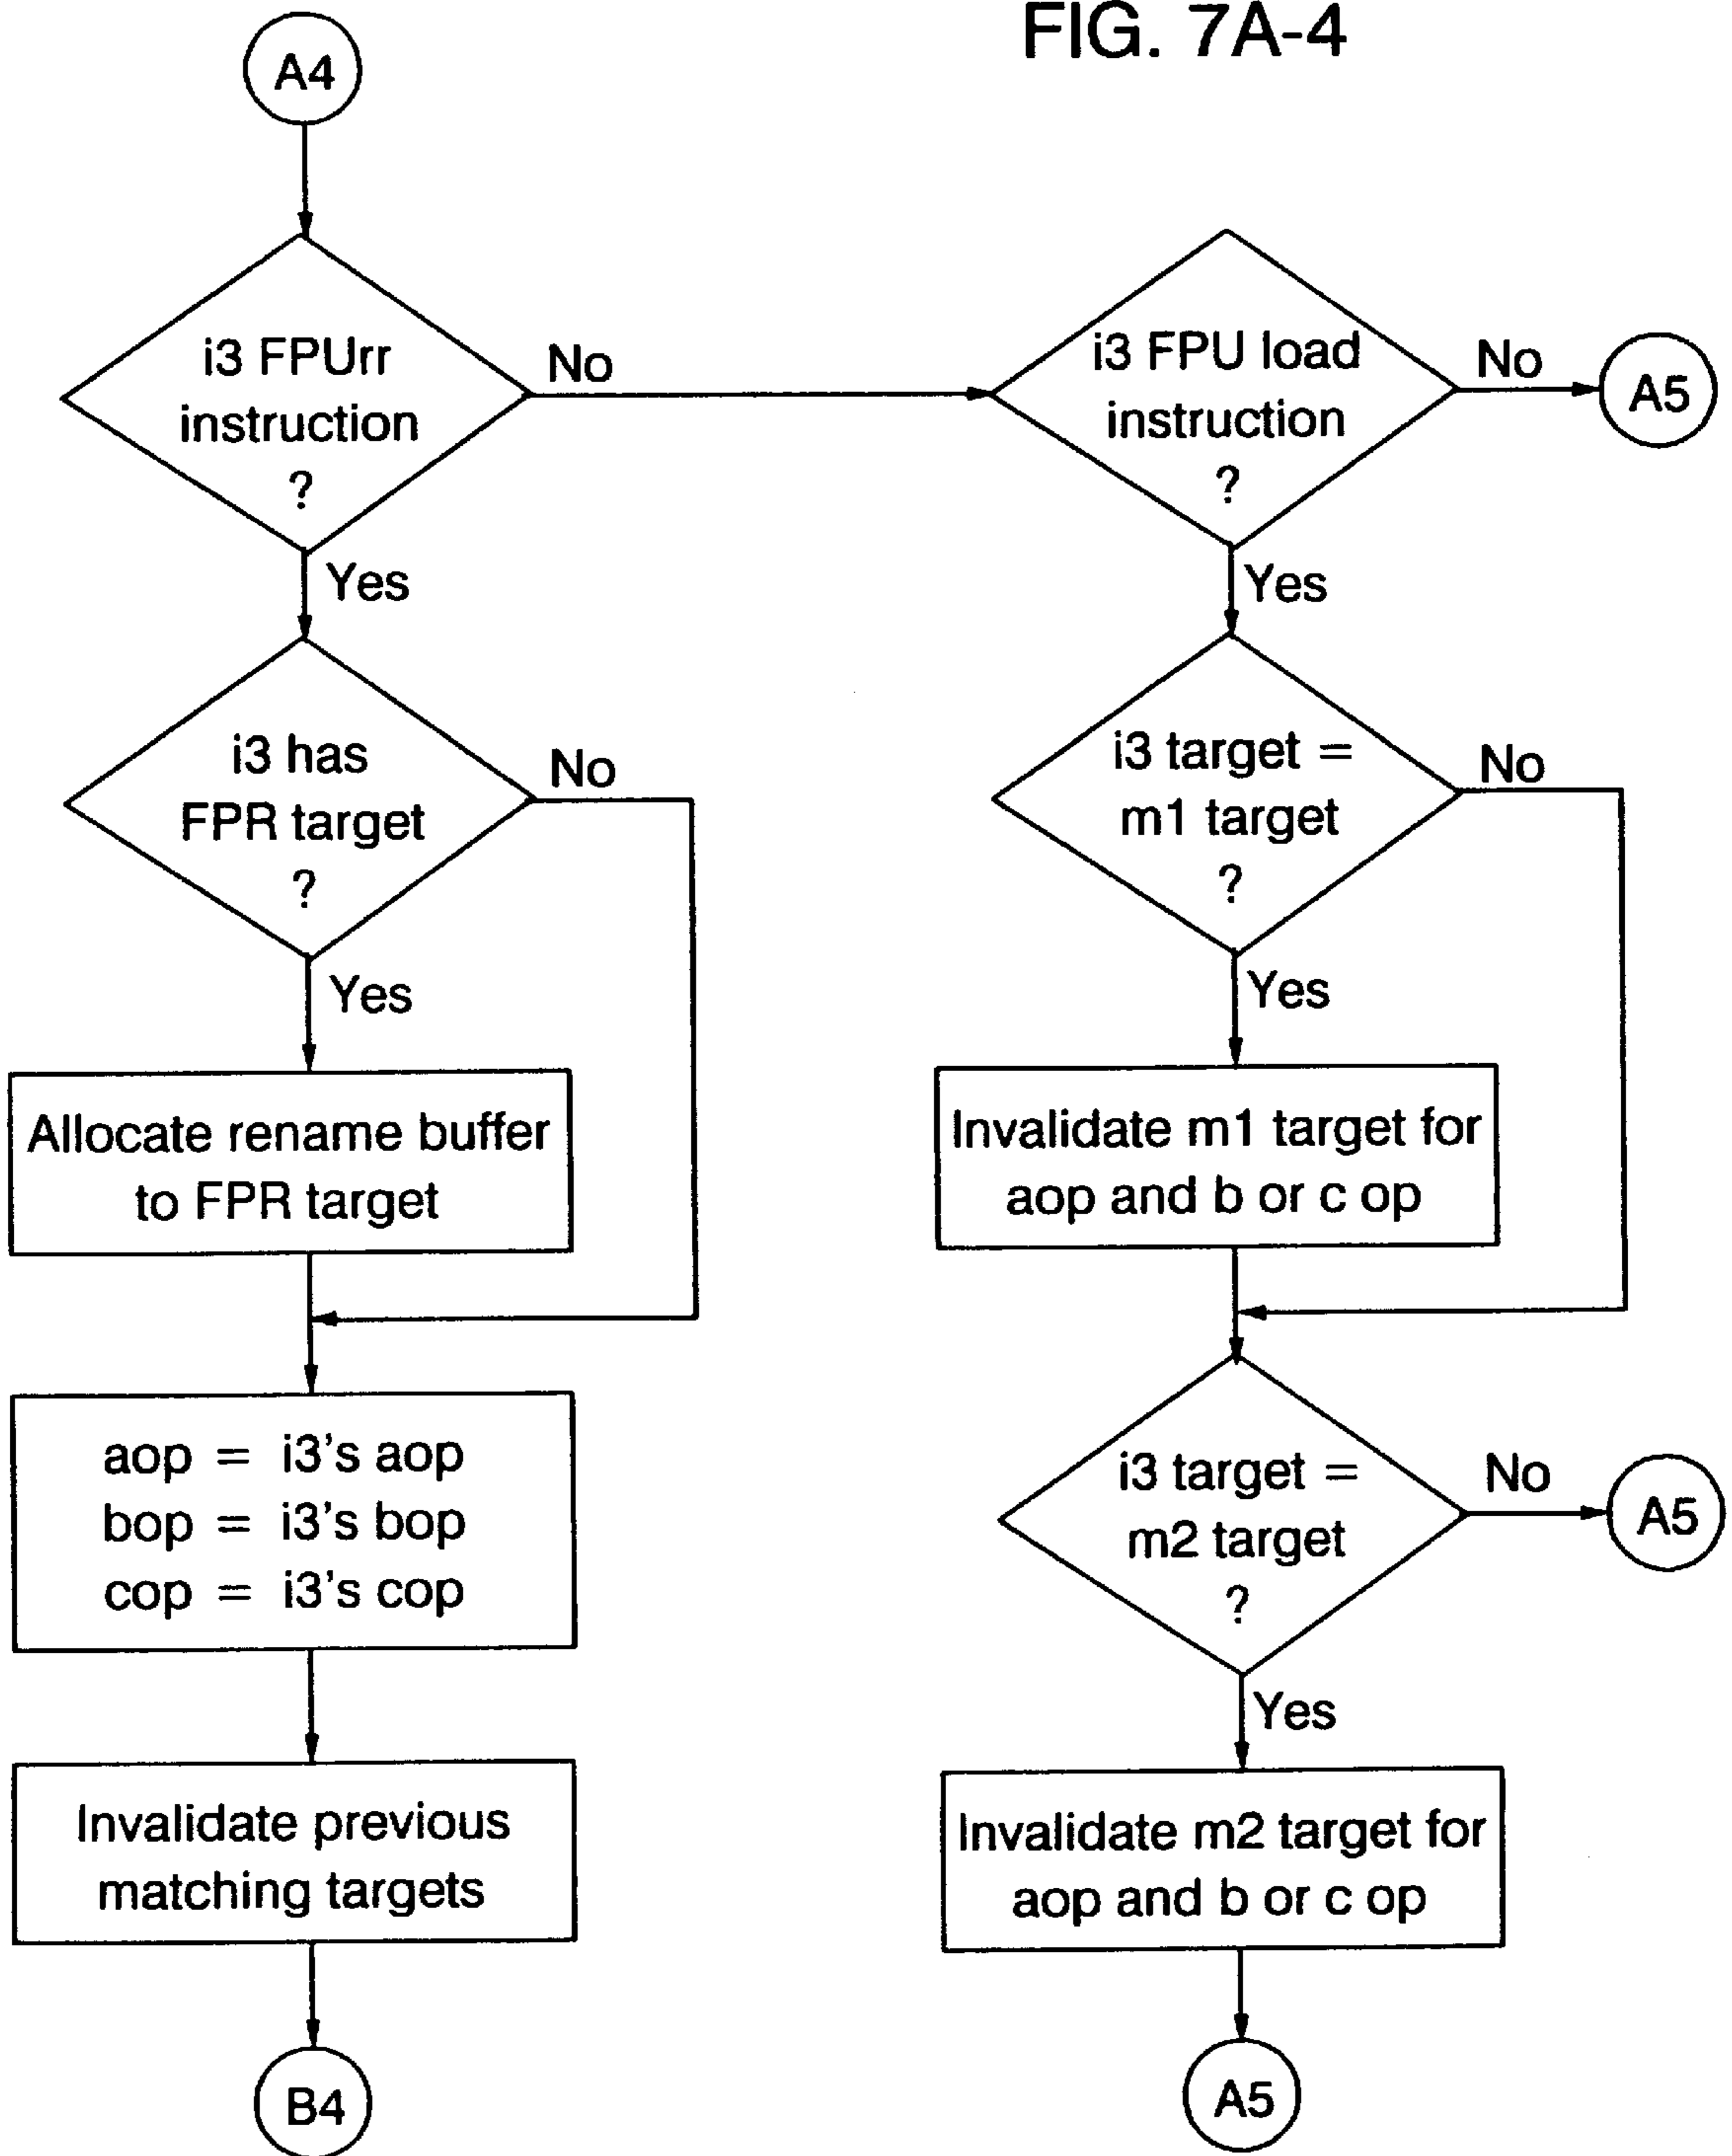 FIG. 7A-4
A4
i3 FPUrr
instruction
?
No
Yes
i3 FPU load
instruction
?
No
A5
Yes
i3 has
FPR target
?
No
Yes
i3 target =
m1 target
?
No
Yes
Allocate rename buffer
to FPR target
Invalidate m1 target for
aop and b or c op
aop = i3's aop
bop = i3's bop
cop = i3's cop
i3 target =
m2 target
?
No
A5
Yes
Invalidate previous
matching targets
Invalidate m2 target for
aop and b or c op
B4
A5